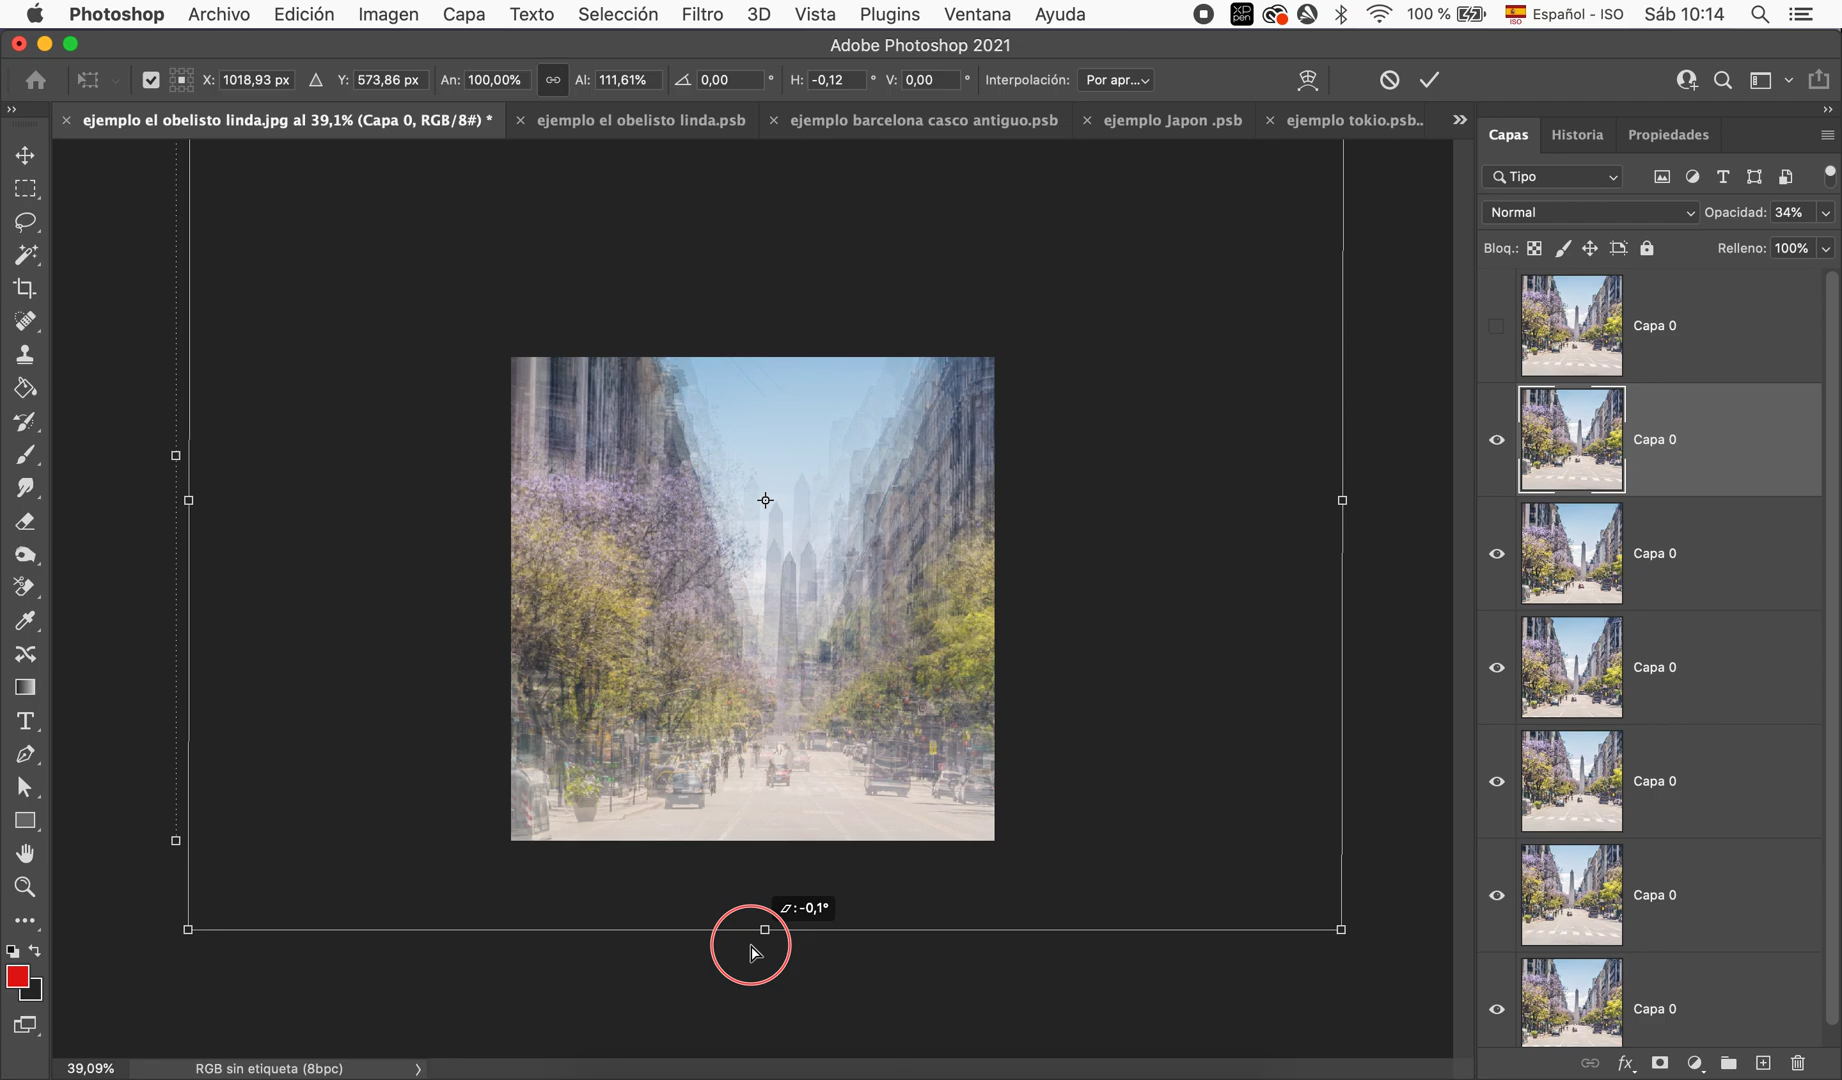 Photoshop Archivo Edición Imagen Capa Texto Selección Filtro 3D Vista Plugins Ventana Ayuda XP pen 100 % ISO Español - ISO Sáb 10:14
Adobe Photoshop 2021
X: 1018,93 px Y: 573,86 px An: 100,00% Al: 111,61% 0,00 ° H: -0,12 ° V: 0,00 ° Interpolación: Por apr...
ejemplo el obelisto linda.jpg al 39,1% (Capa 0, RGB/8#) * ejemplo el obelisto linda.psb ejemplo barcelona casco antiguo.psb ejemplo Japon .psb ejemplo tokio.psb...
Capas Historia Propiedades
Tipo
Normal Opacidad: 34%
Bloq.: Relleno: 100%
Capa 0
Capa 0
Capa 0
Capa 0
Capa 0
Capa 0
Capa 0
:-0,1°
39,09% RGB sin etiqueta (8bpc)
fx